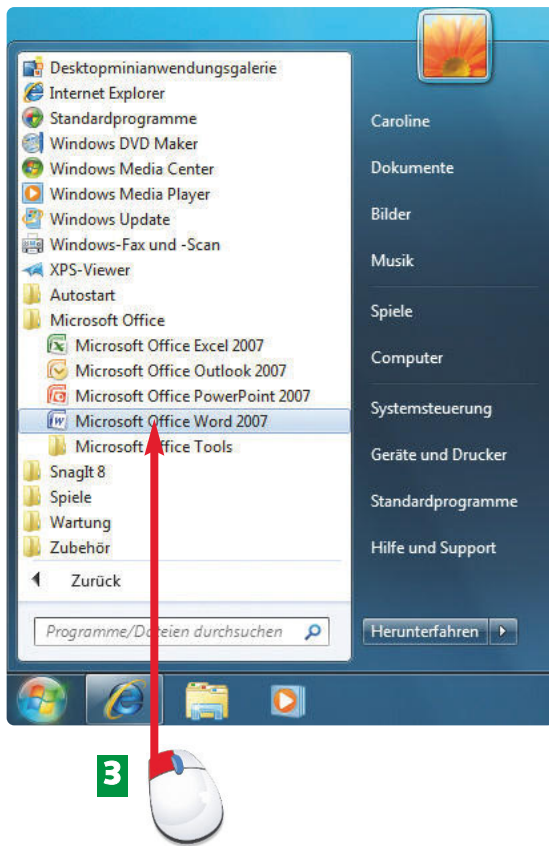 Desktopminianwendungsgalerie
Internet Explorer
Standardprogramme
Windows DVD Maker
Windows Media Center
Windows Media Player
Windows Update
Windows-Fax und -Scan
XPS-Viewer
Autostart
Microsoft Office
Microsoft Office Excel 2007
Microsoft Office Outlook 2007
Microsoft Office PowerPoint 2007
Microsoft Office Word 2007
Microsoft Office Tools
SnagIt 8
Spiele
Wartung
Zubehör
Zurück
Programme/Dateien durchsuchen
Caroline
Dokumente
Bilder
Musik
Spiele
Computer
Systemsteuerung
Geräte und Drucker
Standardprogramme
Hilfe und Support
Herunterfahren
3